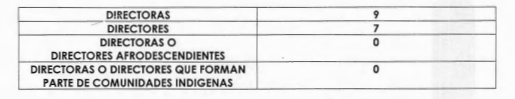 DIRECTORAS 9
DIRECTORES 7
DIRECTORAS O 0
DIRECTORES AFRODESCENDIENTES
DIRECTORAS O DIRECTORES QUE FORMAN 0
PARTE DE COMUNIDADES INDIGENAS